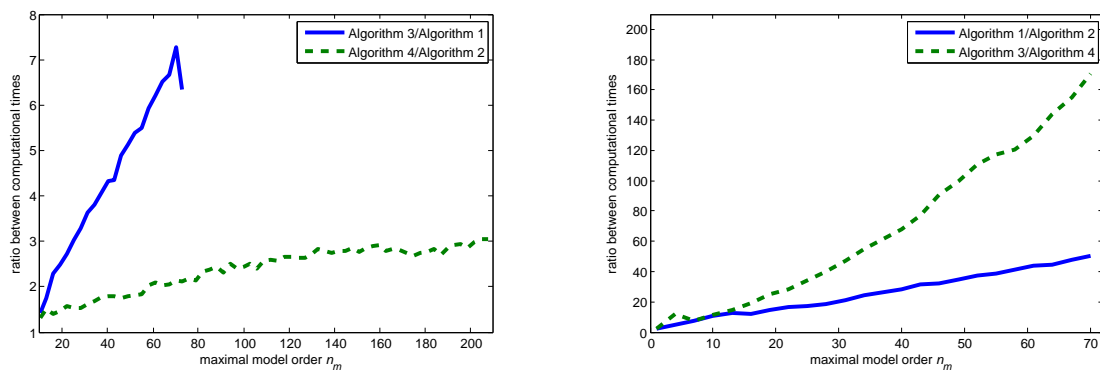 8
7
6
5
4
3
2
1
ratio between computational times
Algorithm 3/Algorithm 1
Algorithm 4/Algorithm 2
20 40 60 80 100 120 140 160 180 200
maximal model order n_m
200
180
160
140
120
100
80
60
40
20
0
ratio between computational times
Algorithm 1/Algorithm 2
Algorithm 3/Algorithm 4
0 10 20 30 40 50 60 70
maximal model order n_m